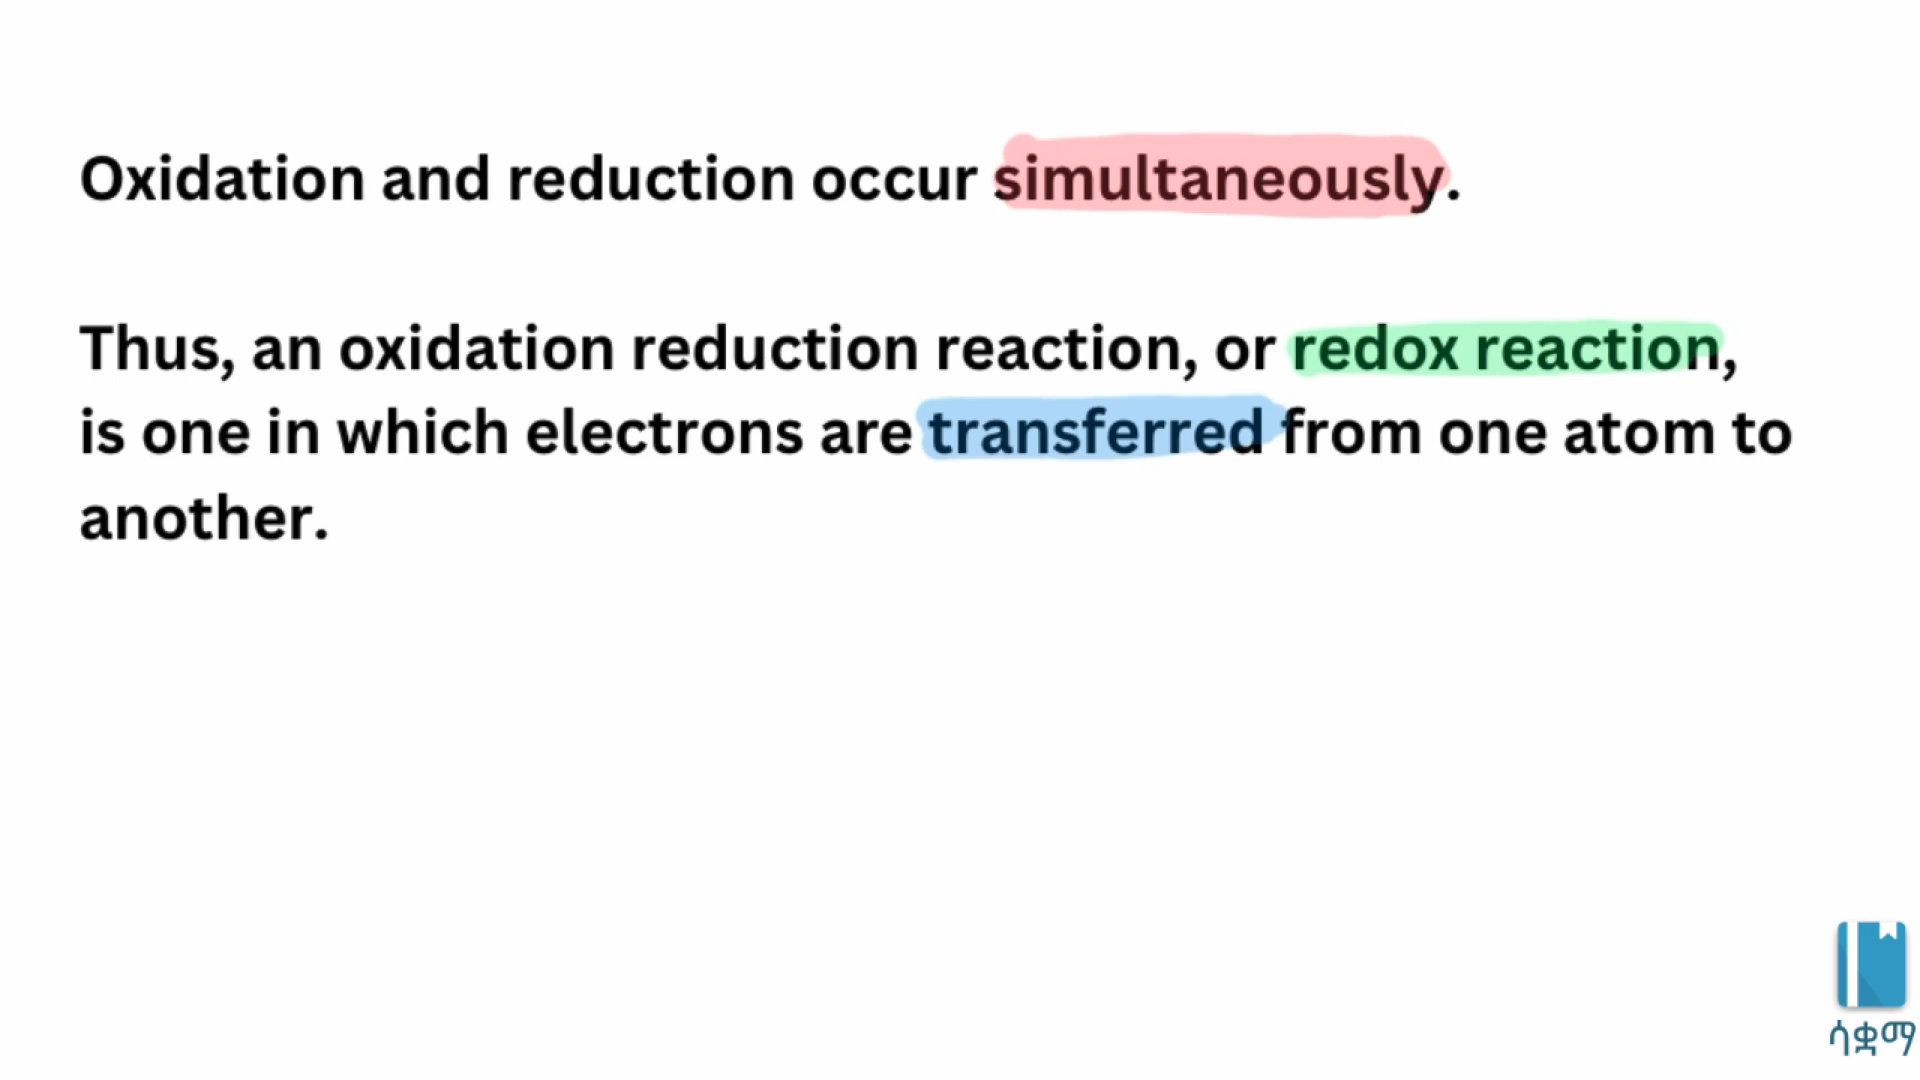 Oxidation and reduction occur simultaneously.
Thus, an oxidation reduction reaction, or redox reaction,
is one in which electrons are transferred from one atom to
another.
ሳቋማ